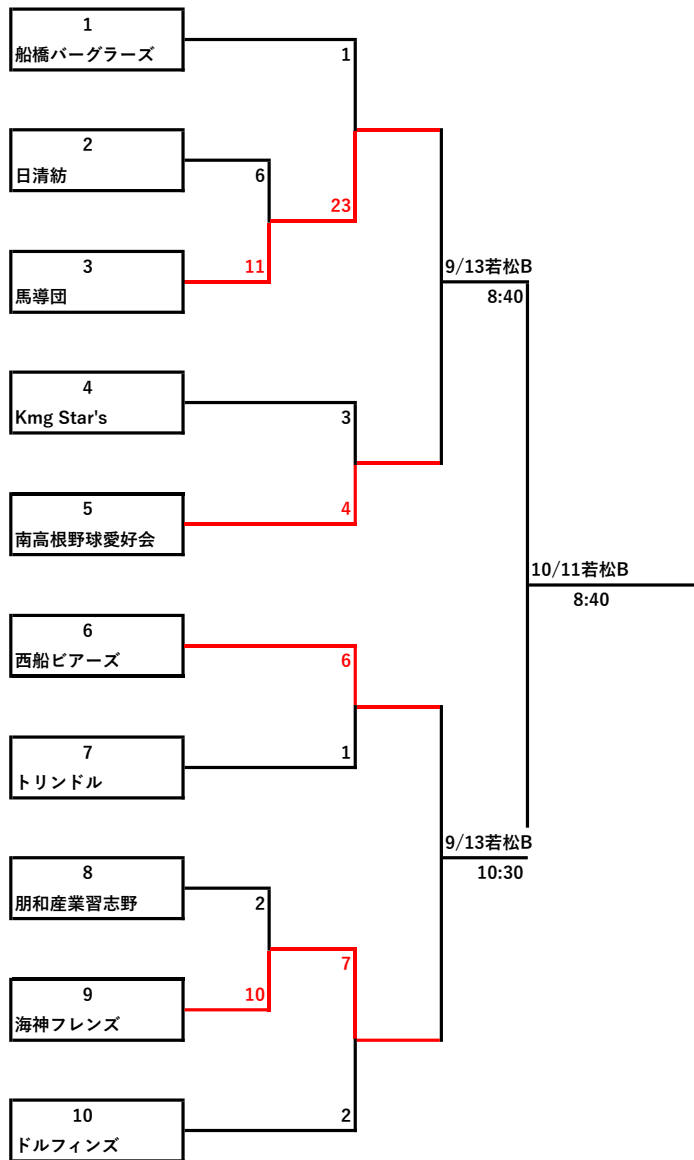 1
船橋バーグラーズ
1
2
日清紡
6
23
3
馬導団
11
9/13若松B
8:40
4
Kmg Star's
3
5
南高根野球愛好会
4
10/11若松B
8:40
6
西船ビアーズ
6
7
トリンドル
1
9/13若松B
10:30
8
朋和産業習志野
2
7
9
海神フレンズ
10
10
ドルフィンズ
2